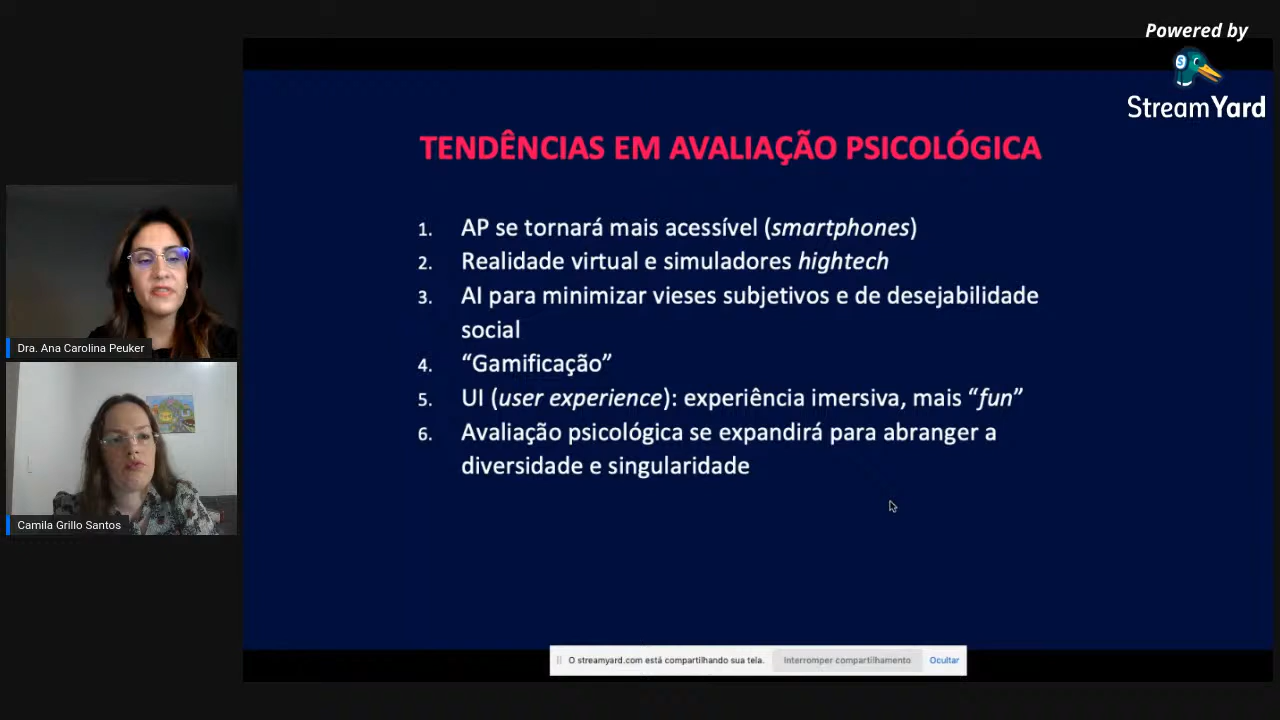 Powered by
StreamYard
TENDÊNCIAS EM AVALIAÇÃO PSICOLÓGICA
1. AP se tornará mais acessível (smartphones)
2. Realidade virtual e simuladores hightech
3. AI para minimizar vieses subjetivos e de desejabilidade
social
4. “Gamificação”
5. UI (user experience): experiência imersiva, mais “fun”
6. Avaliação psicológica se expandirá para abranger a
diversidade e singularidade
Dra. Ana Carolina Peuker
Camila Grillo Santos
O streamyard.com está compartilhando sua tela. Interromper compartilhamento Ocultar